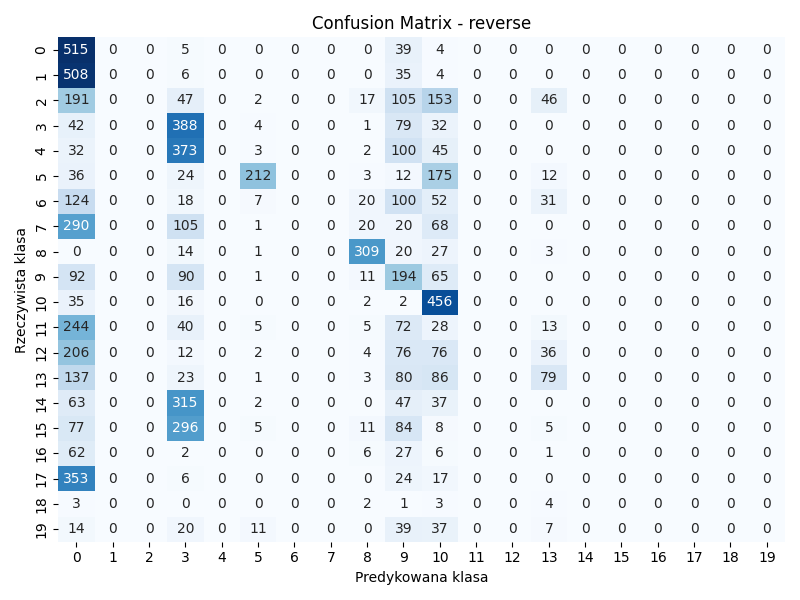 Confusion Matrix - reverse
Rzeczywista klasa
0 515 0 0 5 0 0 0 0 0 39 4 0 0 0 0 0 0 0 0 0
1 508 0 0 6 0 0 0 0 0 35 4 0 0 0 0 0 0 0 0 0
2 191 0 0 47 0 2 0 0 17 105 153 0 0 46 0 0 0 0 0 0
3 42 0 0 388 0 4 0 0 1 79 32 0 0 0 0 0 0 0 0 0
4 32 0 0 373 0 3 0 0 2 100 45 0 0 0 0 0 0 0 0 0
5 36 0 0 24 0 212 0 0 3 12 175 0 0 12 0 0 0 0 0 0
6 124 0 0 18 0 7 0 0 20 100 52 0 0 31 0 0 0 0 0 0
7 290 0 0 105 0 1 0 0 20 20 68 0 0 0 0 0 0 0 0 0
8 0 0 0 14 0 1 0 0 309 20 27 0 0 3 0 0 0 0 0 0
9 92 0 0 90 0 1 0 0 11 194 65 0 0 0 0 0 0 0 0 0
10 35 0 0 16 0 0 0 0 2 2 456 0 0 0 0 0 0 0 0 0
11 244 0 0 40 0 5 0 0 5 72 28 0 0 13 0 0 0 0 0 0
12 206 0 0 12 0 2 0 0 4 76 76 0 0 36 0 0 0 0 0 0
13 137 0 0 23 0 1 0 0 3 80 86 0 0 79 0 0 0 0 0 0
14 63 0 0 315 0 2 0 0 0 47 37 0 0 0 0 0 0 0 0 0
15 77 0 0 296 0 5 0 0 11 84 8 0 0 5 0 0 0 0 0 0
16 62 0 0 2 0 0 0 0 6 27 6 0 0 1 0 0 0 0 0 0
17 353 0 0 6 0 0 0 0 0 24 17 0 0 0 0 0 0 0 0 0
18 3 0 0 0 0 0 0 0 2 1 3 0 0 4 0 0 0 0 0 0
19 14 0 0 20 0 11 0 0 0 39 37 0 0 7 0 0 0 0 0 0
0 1 2 3 4 5 6 7 8 9 10 11 12 13 14 15 16 17 18 19
Predykowana klasa